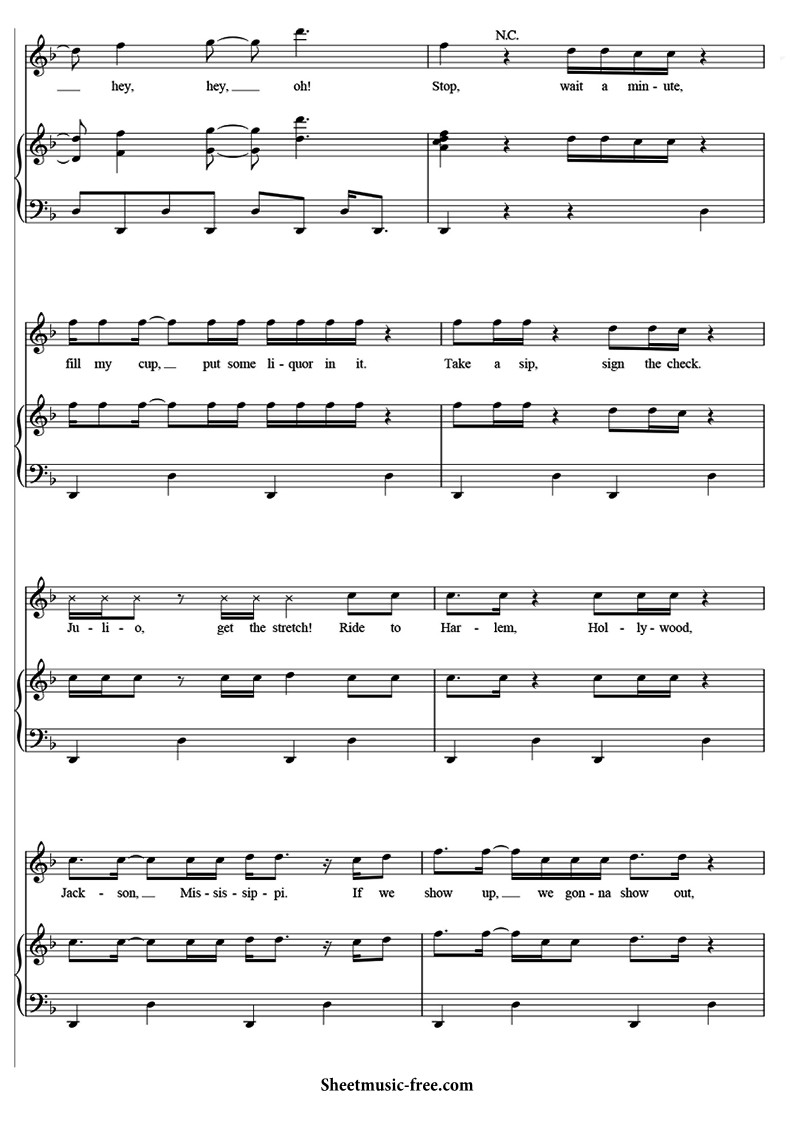 N.C.
hey, hey, oh! Stop, wait a min - ute,
fill my cup, put some li - quor in it. Take a sip, sign the check.
Ju - li - o, get the stretch! Ride to Har - lem, Hol - ly - wood,
Jack - son, Mis - sis - sip - pi. If we show up, we gon - na show out,
Sheetmusic-free.com